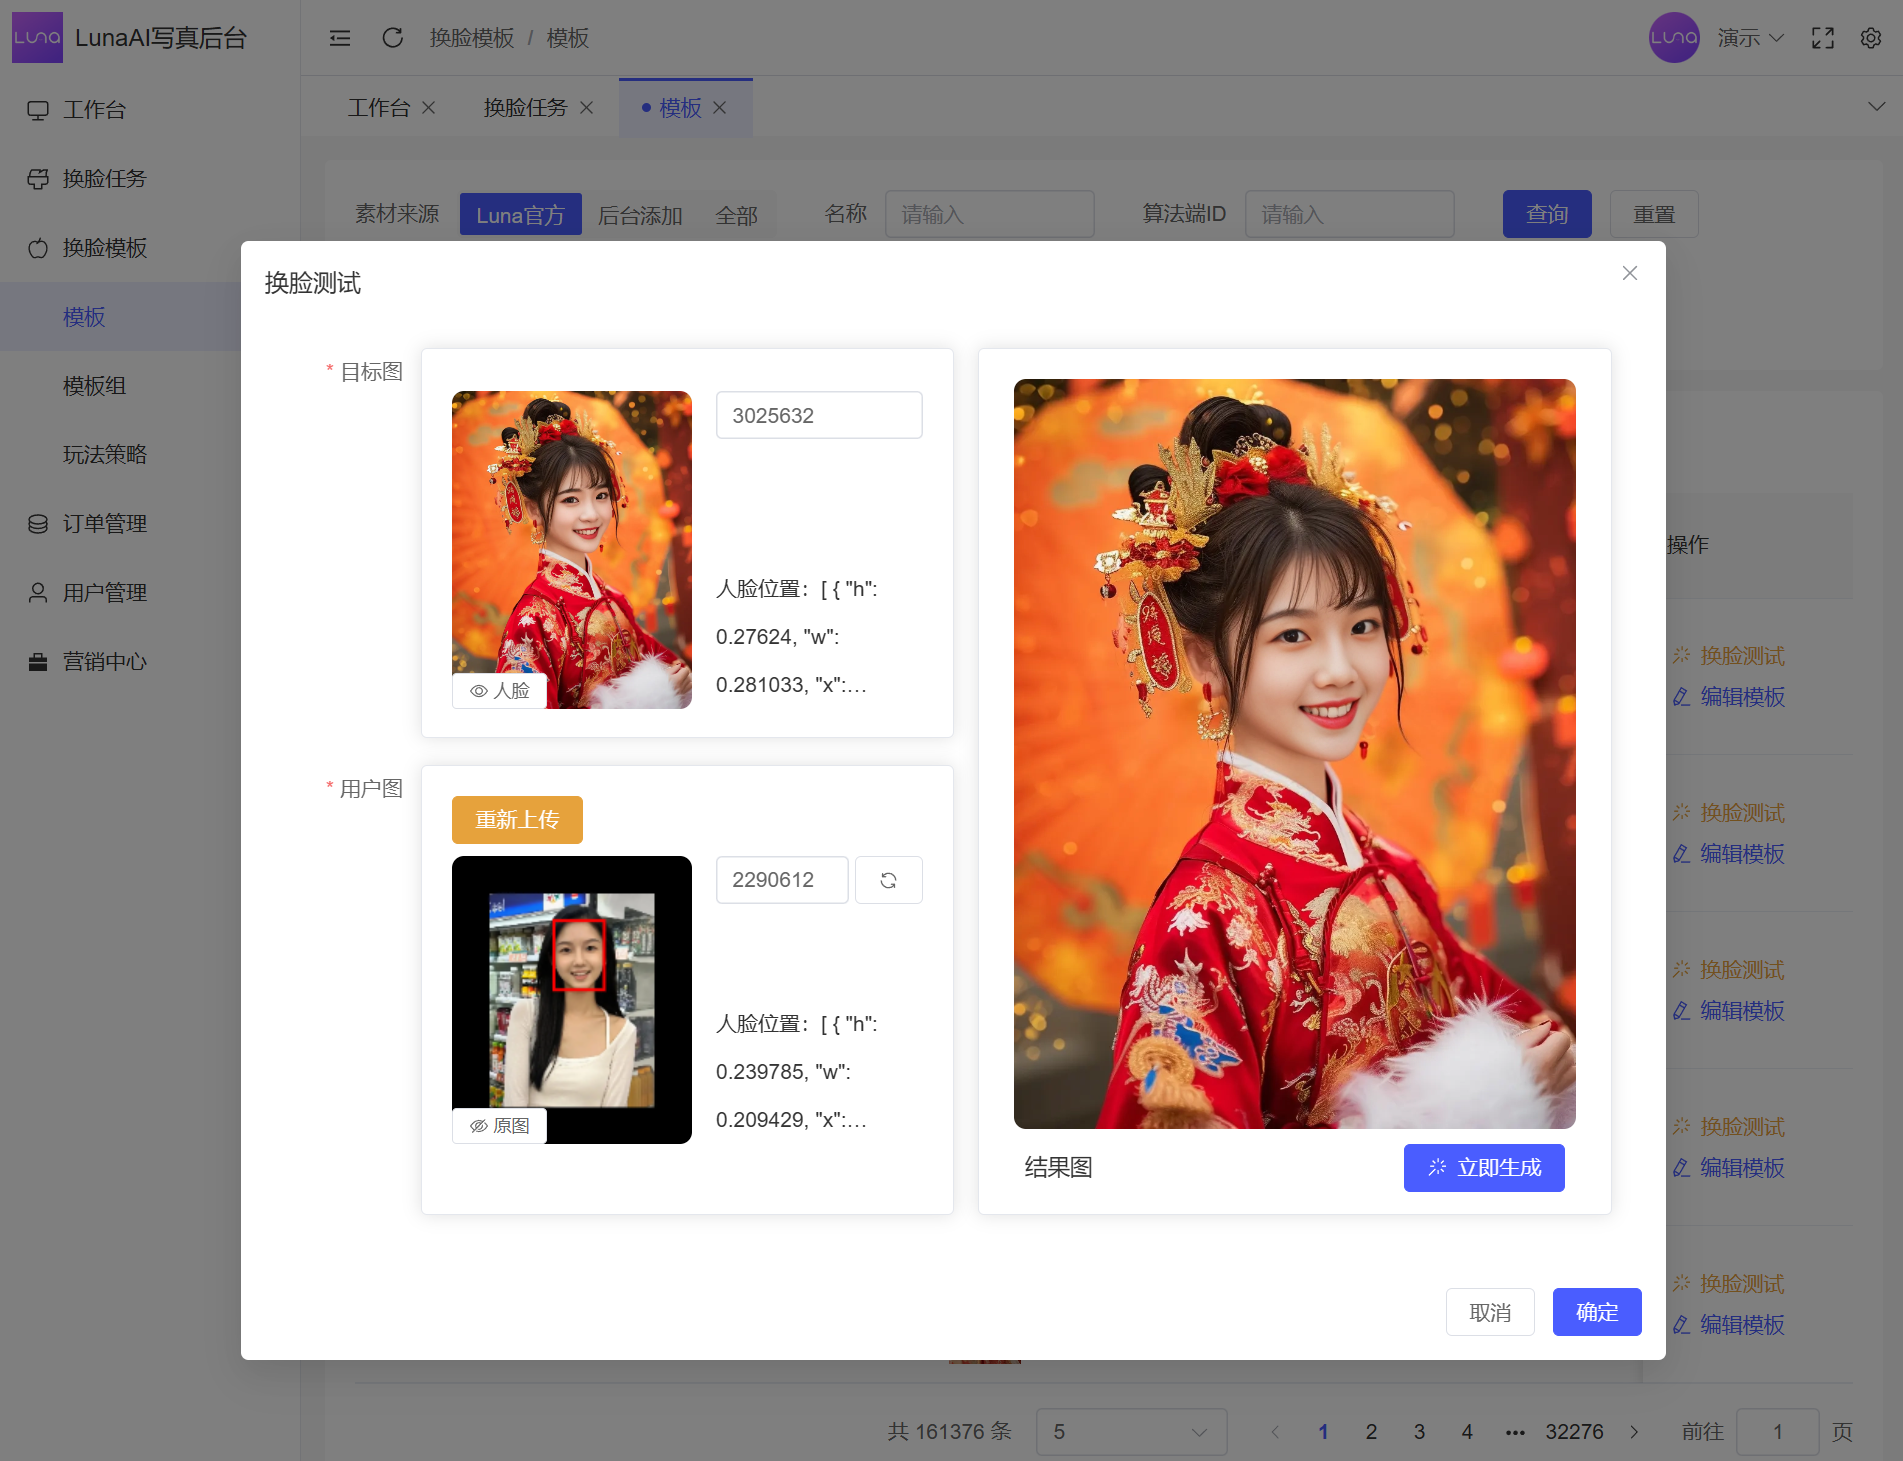 LUNA LunaAI写真后台
换脸模板 / 模板
LUNA 演示
工作台
换脸任务
换脸模板
模板
模板组
玩法策略
订单管理
用户管理
营销中心
工作台
换脸任务
模板
素材来源 Luna官方 后台添加 全部 名称 请输入 算法端ID 请输入 查询 重置
换脸测试
* 目标图
3025632
人脸位置：[ { "h":
0.27624, "w":
0.281033, "x":...
人脸
* 用户图
重新上传
2290612
人脸位置：[ { "h":
0.239785, "w":
0.209429, "x":...
原图
结果图 立即生成
取消 确定
操作
换脸测试
编辑模板
换脸测试
编辑模板
换脸测试
编辑模板
换脸测试
编辑模板
换脸测试
编辑模板
共 161376 条 5 1 2 3 4 ••• 32276 前往 1 页